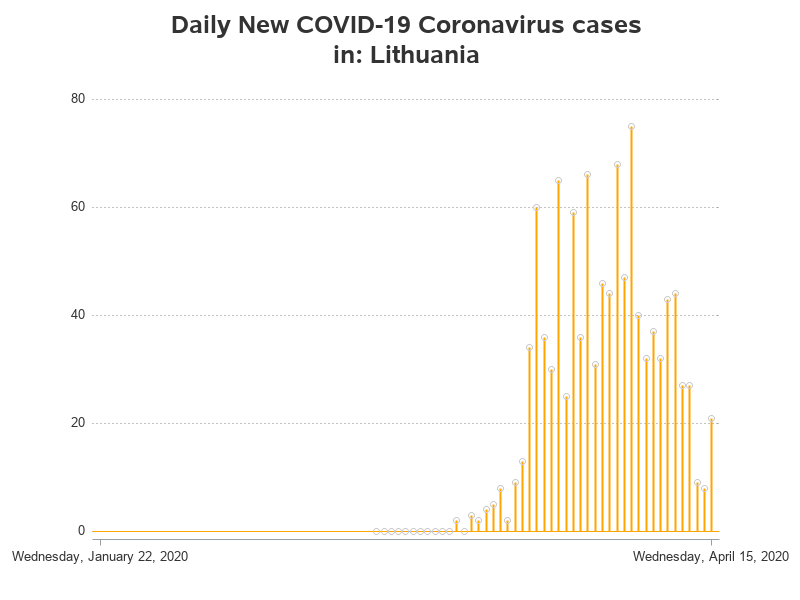 Daily New COVID-19 Coronavirus cases
in: Lithuania
80
60
40
20
0
Wednesday, January 22, 2020
Wednesday, April 15, 2020